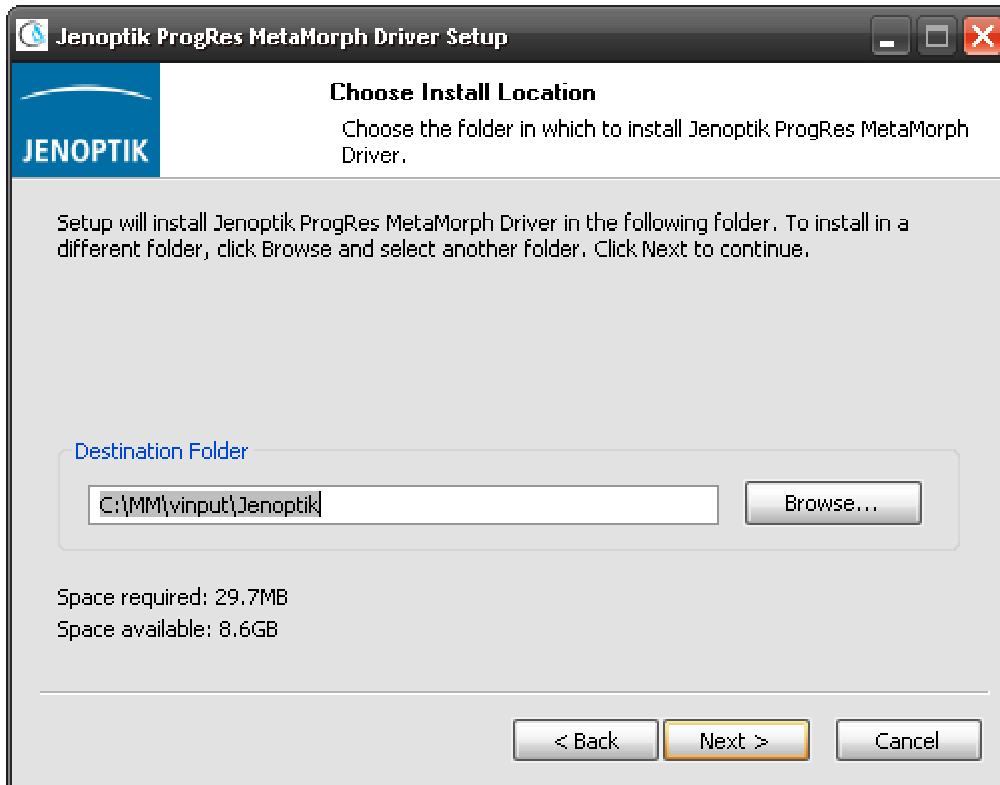 Jenoptik ProgRes MetaMorph Driver Setup
JENOPTIK
Choose Install Location
Choose the folder in which to install Jenoptik ProgRes MetaMorph
Driver.
Setup will install Jenoptik ProgRes MetaMorph Driver in the following folder. To install in a
different folder, click Browse and select another folder. Click Next to continue.
Destination Folder
C:\MM\vinput\Jenoptik
Browse...
Space required: 29.7MB
Space available: 8.6GB
< Back
Next >
Cancel